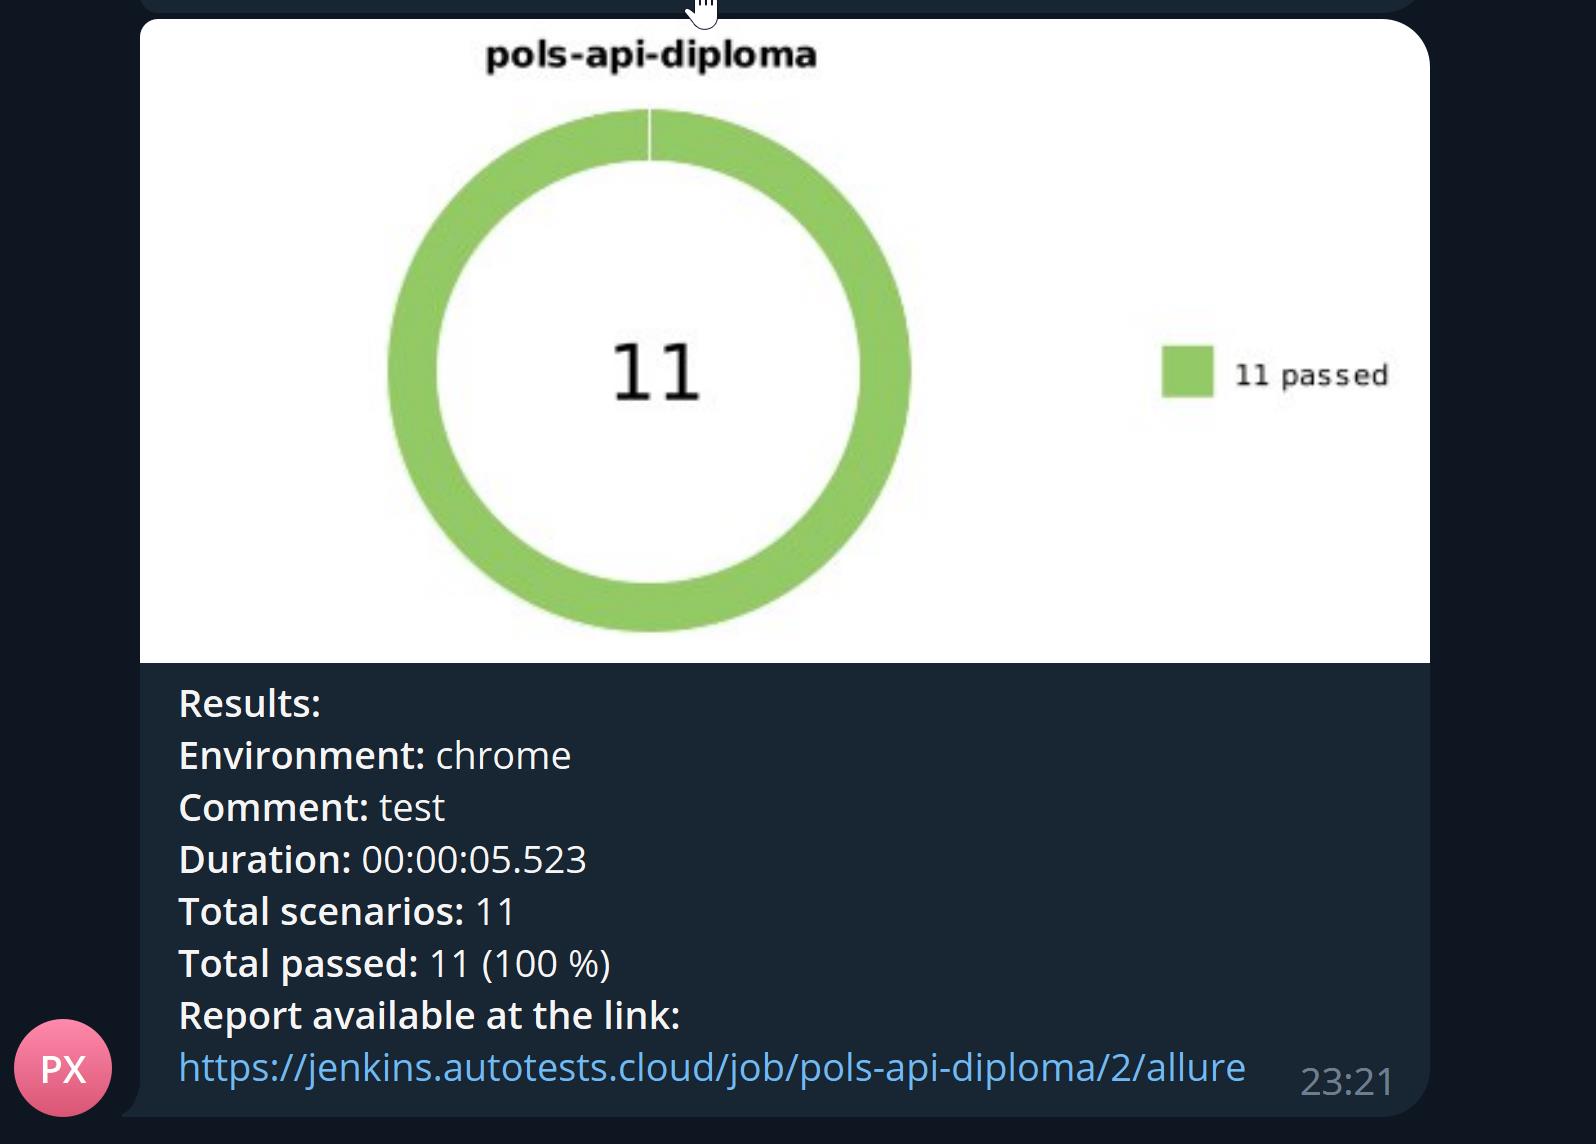 pols-api-diploma
11
11 passed
Results:
Environment: chrome
Comment: test
Duration: 00:00:05.523
Total scenarios: 11
Total passed: 11 (100 %)
Report available at the link:
https://jenkins.autotests.cloud/job/pols-api-diploma/2/allure
23:21
PX